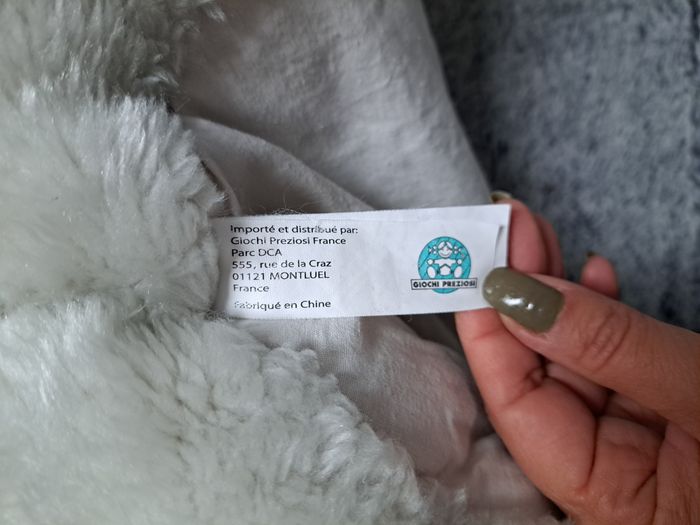 Importé et distribué par:
Giochi Preziosi France
Parc DCA
555, rue de la Craz
01121 MONTLUEL
France
Fabriqué en Chine
GIOCHI PREZIOSI